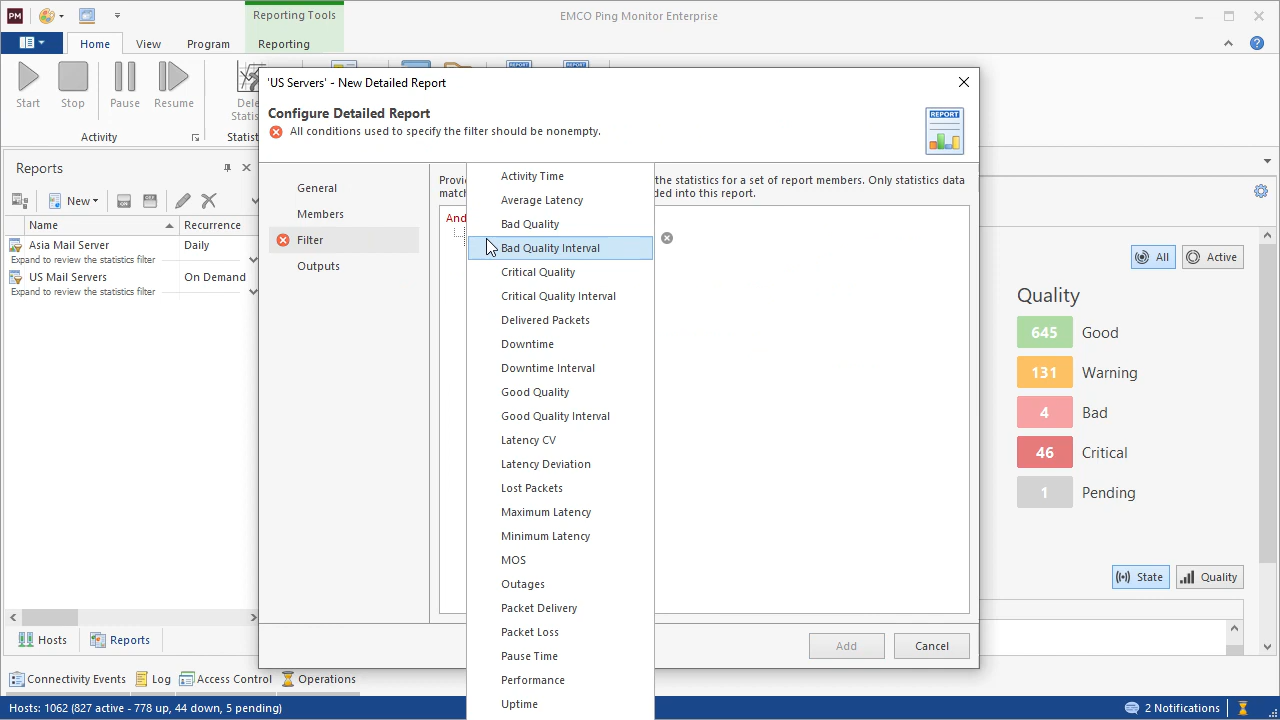 PM
Reporting Tools
EMCO Ping Monitor Enterprise
Home
View
Program
Reporting
Start
Stop
Pause
Resume
Activity
REPORT
REPORT
'US Servers' - New Detailed Report
Configure Detailed Report
All conditions used to specify the filter should be nonempty.
REPORT
Reports
New
Name
Recurrence
Asia Mail Server
Daily
Expand to review the statistics filter
US Mail Servers
On Demand
Expand to review the statistics filter
General
Members
Filter
Outputs
the statistics for a set of report members. Only statistics data
And
Activity Time
Average Latency
Bad Quality
Bad Quality Interval
Critical Quality
Critical Quality Interval
Delivered Packets
Downtime
Downtime Interval
Good Quality
Good Quality Interval
Latency CV
Latency Deviation
Lost Packets
Maximum Latency
Minimum Latency
MOS
Outages
Packet Delivery
Packet Loss
Pause Time
Performance
Uptime
Add
Cancel
All
Active
Quality
645 Good
131 Warning
4 Bad
46 Critical
1 Pending
State
Quality
Hosts
Reports
Connectivity Events
Log
Access Control
Operations
Hosts: 1062 (827 active - 778 up, 44 down, 5 pending)
2 Notifications